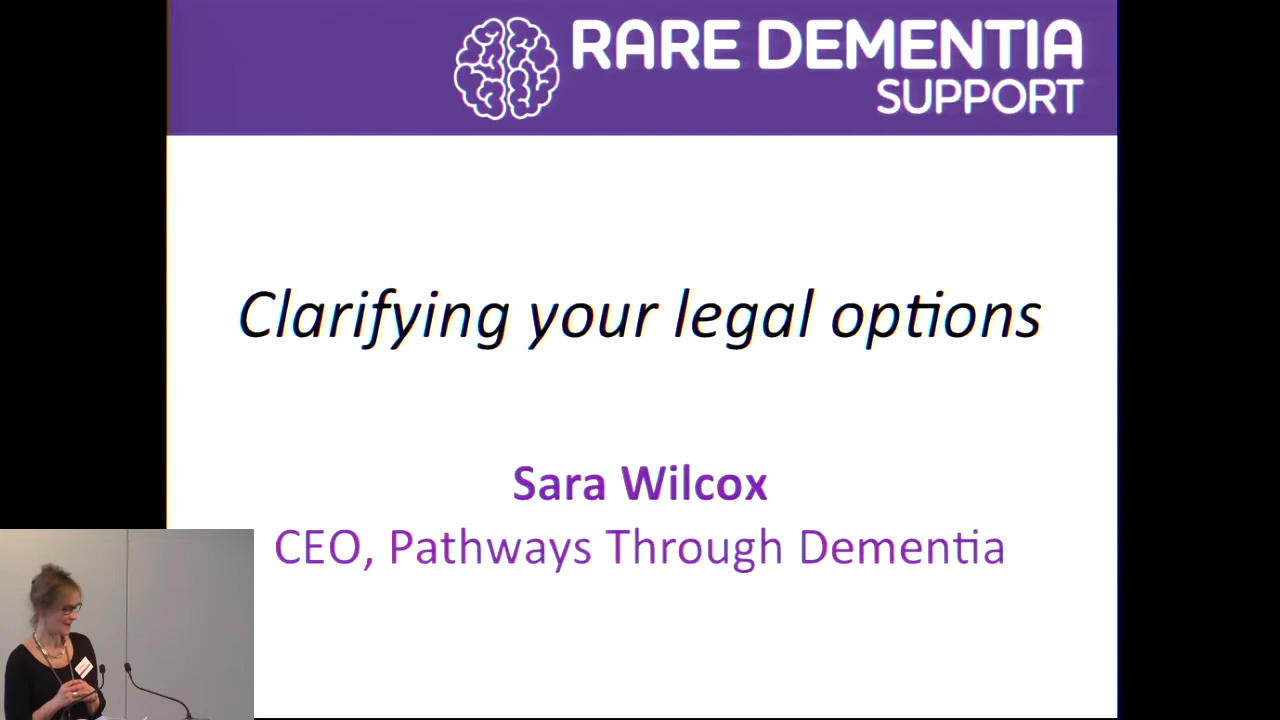 RARE DEMENTIA
SUPPORT
Clarifying your legal options
Sara Wilcox
CEO, Pathways Through Dementia